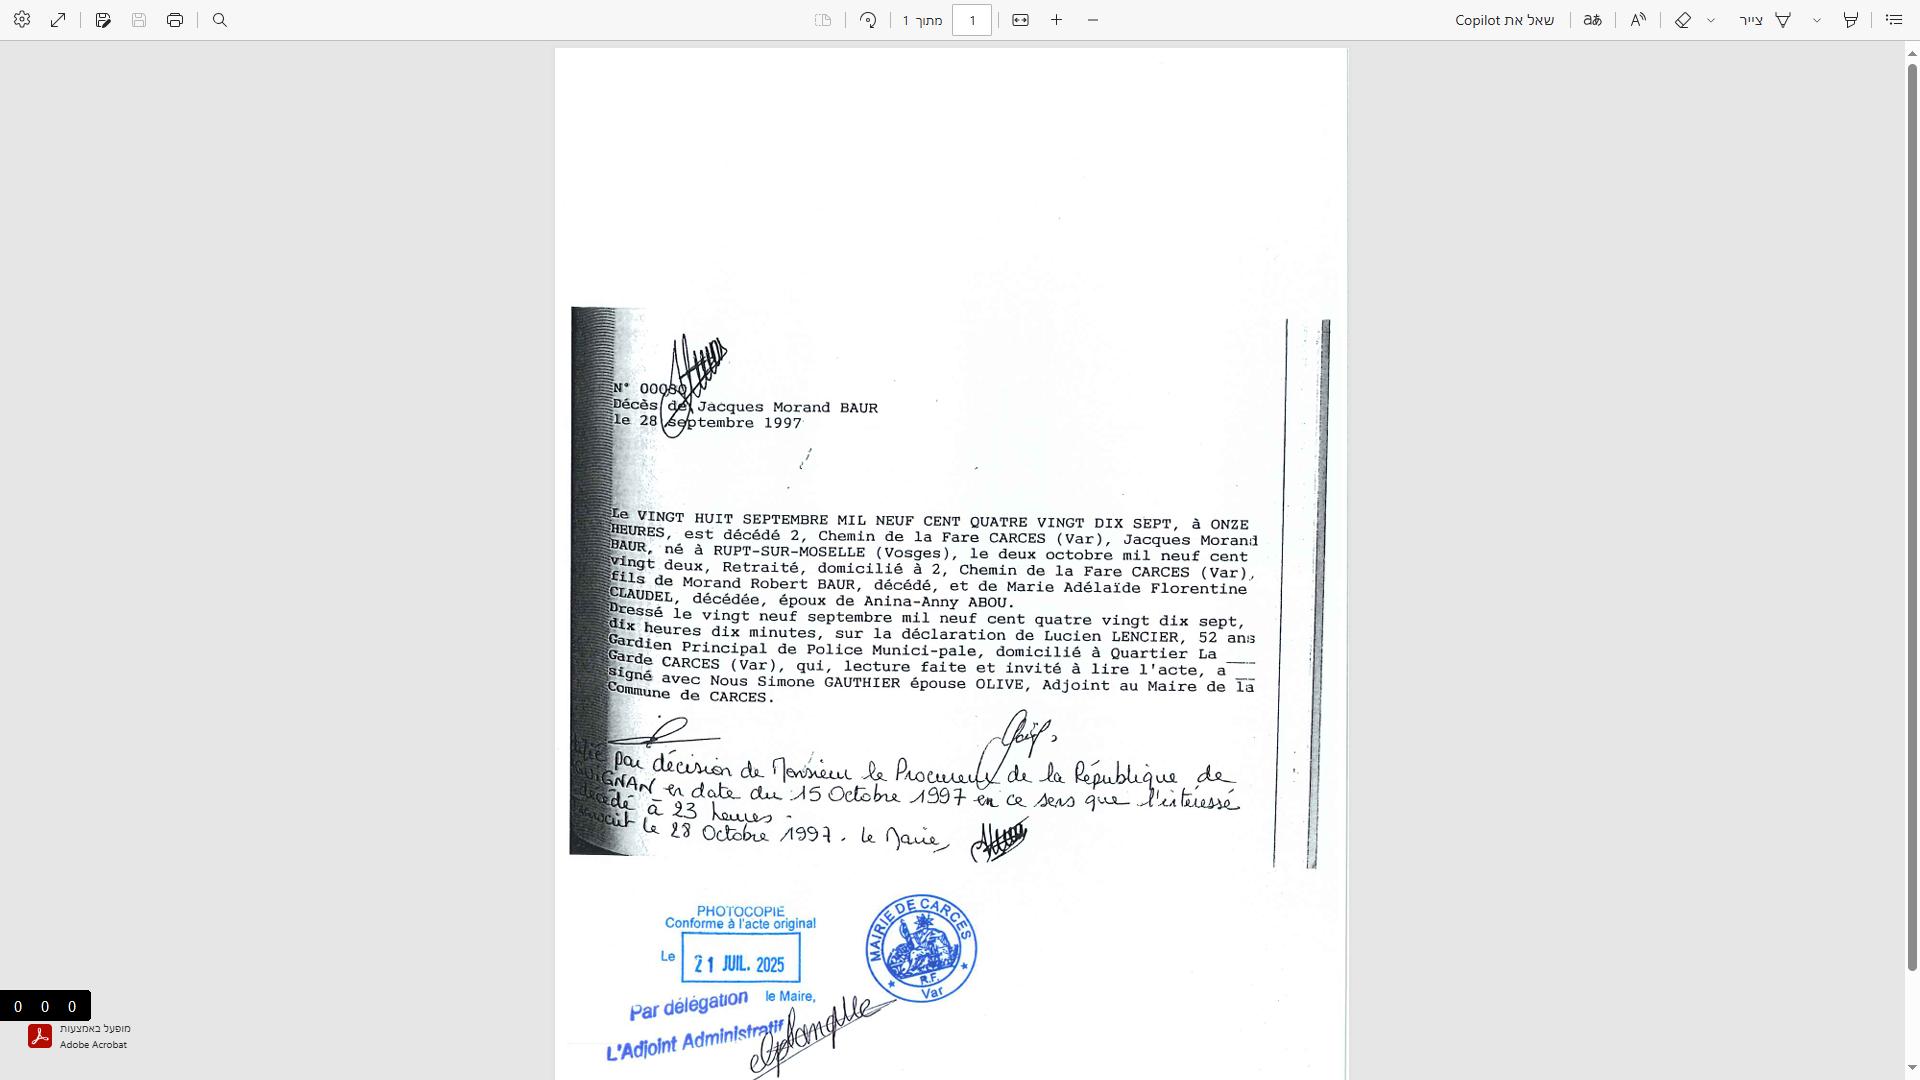 שאל את Copilot
צייר
1
מתוך 1
N° 00080
Décès de Jacques Morand BAUR
le 28 septembre 1997
Le VINGT HUIT SEPTEMBRE MIL NEUF CENT QUATRE VINGT DIX SEPT, à ONZE
HEURES, est décédé 2, Chemin de la Fare CARCES (Var), Jacques Morand
BAUR, né à RUPT-SUR-MOSELLE (Vosges), le deux octobre mil neuf cent
vingt deux, Retraité, domicilié à 2, Chemin de la Fare CARCES (Var),
fils de Morand Robert BAUR, décédé, et de Marie Adélaïde Florentine
CLAUDEL, décédée, époux de Anina-Anny ABOU.
Dressé le vingt neuf septembre mil neuf cent quatre vingt dix sept,
dix heures dix minutes, sur la déclaration de Lucien LENCIER, 52 ans
Gardien Principal de Police Munici-pale, domicilié à Quartier La
Garde CARCES (Var), qui, lecture faite et invité à lire l'acte, a
signé avec Nous Simone GAUTHIER épouse OLIVE, Adjoint au Maire de la
Commune de CARCES.
par décision de Monsieur le Procureur de la République de
GUIGNAN en date du 15 Octobre 1997 en ce sens que l'intéressé
décédé à 23 heures.
le 28 Octobre 1997. le Maire,
PHOTOCOPIE
Conforme à l'acte original
Le 21 JUIL. 2025
le Maire,
Par délégation
L'Adjoint Administratif
MAIRIE DE CARCES
R.F.
Var
0 0 0
מופעל באמצעות
Adobe Acrobat